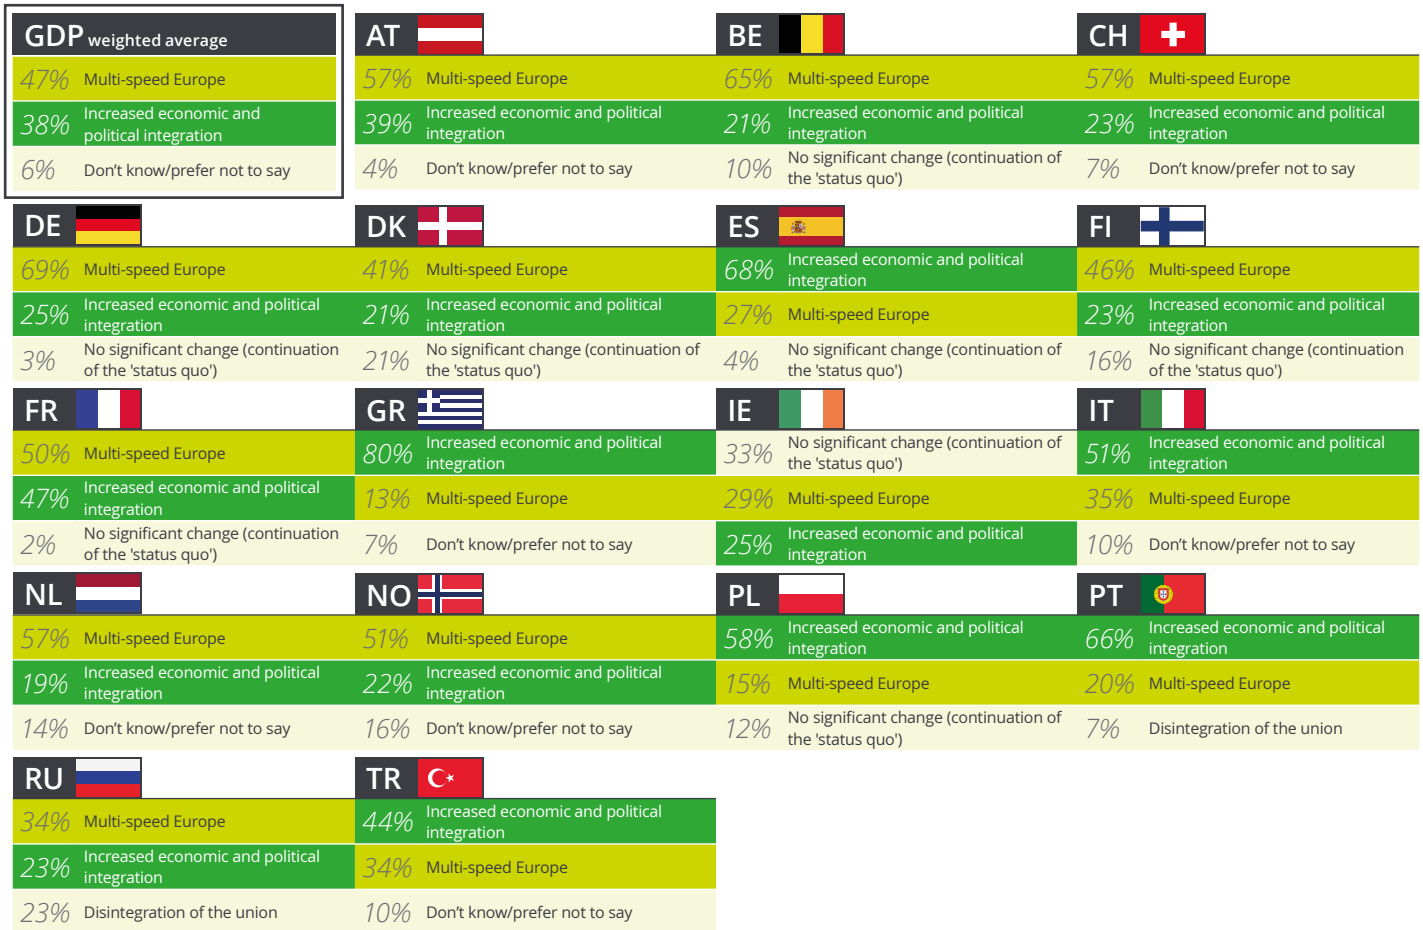 GDP weighted average
47% Multi-speed Europe
38% Increased economic and
political integration
6% Don’t know/prefer not to say
AT
57% Multi-speed Europe
39% Increased economic and political
integration
4% Don’t know/prefer not to say
BE
65% Multi-speed Europe
21% Increased economic and political
integration
10% No significant change (continuation of
the 'status quo')
CH
57% Multi-speed Europe
23% Increased economic and political
integration
7% Don’t know/prefer not to say
DE
69% Multi-speed Europe
25% Increased economic and political
integration
3% No significant change (continuation
of the 'status quo')
DK
41% Multi-speed Europe
21% Increased economic and political
integration
21% No significant change (continuation of
the 'status quo')
ES
68% Increased economic and political
integration
27% Multi-speed Europe
4% No significant change (continuation of
the 'status quo')
FI
46% Multi-speed Europe
23% Increased economic and political
integration
16% No significant change (continuation
of the 'status quo')
FR
50% Multi-speed Europe
47% Increased economic and political
integration
2% No significant change (continuation
of the 'status quo')
GR
80% Increased economic and political
integration
13% Multi-speed Europe
7% Don’t know/prefer not to say
IE
33% No significant change (continuation of
the 'status quo')
29% Multi-speed Europe
25% Increased economic and political
integration
IT
51% Increased economic and political
integration
35% Multi-speed Europe
10% Don’t know/prefer not to say
NL
57% Multi-speed Europe
19% Increased economic and political
integration
14% Don’t know/prefer not to say
NO
51% Multi-speed Europe
22% Increased economic and political
integration
16% Don’t know/prefer not to say
PL
58% Increased economic and political
integration
15% Multi-speed Europe
12% No significant change (continuation of
the 'status quo')
PT
66% Increased economic and political
integration
20% Multi-speed Europe
7% Disintegration of the union
RU
34% Multi-speed Europe
23% Increased economic and political
integration
23% Disintegration of the union
TR
44% Increased economic and political
integration
34% Multi-speed Europe
10% Don’t know/prefer not to say